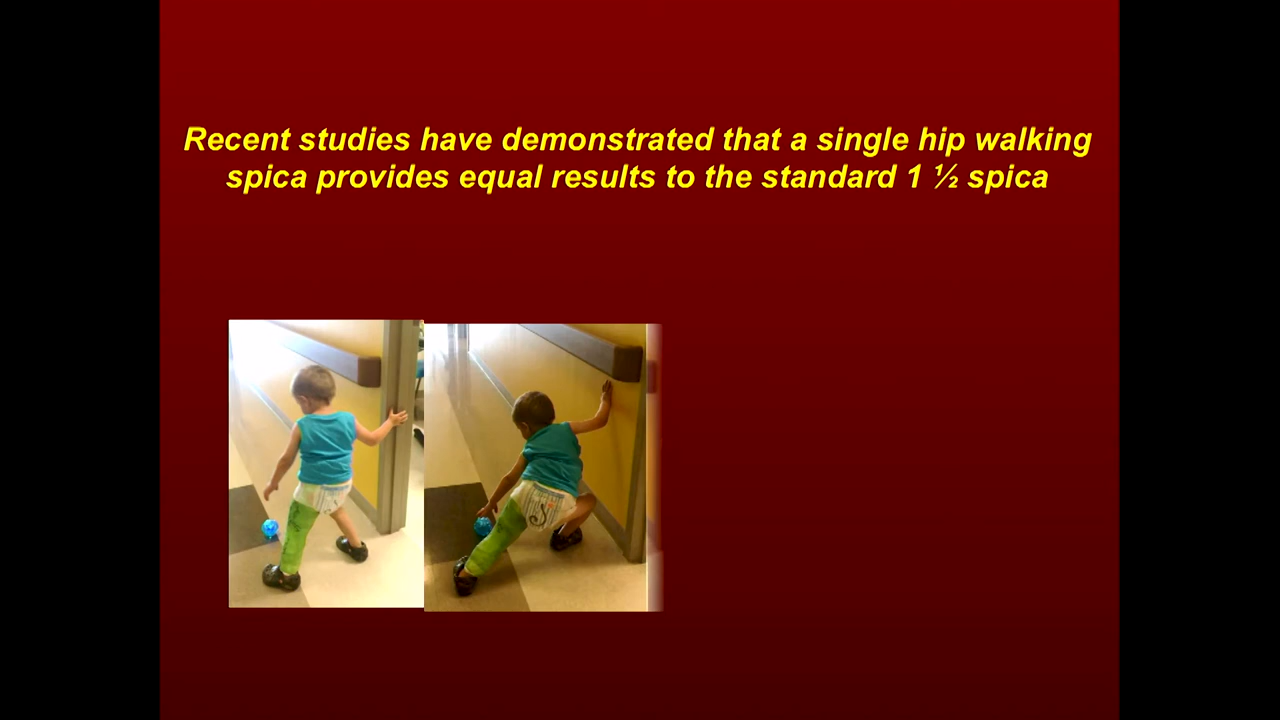 Recent studies have demonstrated that a single hip walking
spica provides equal results to the standard 1 ½ spica